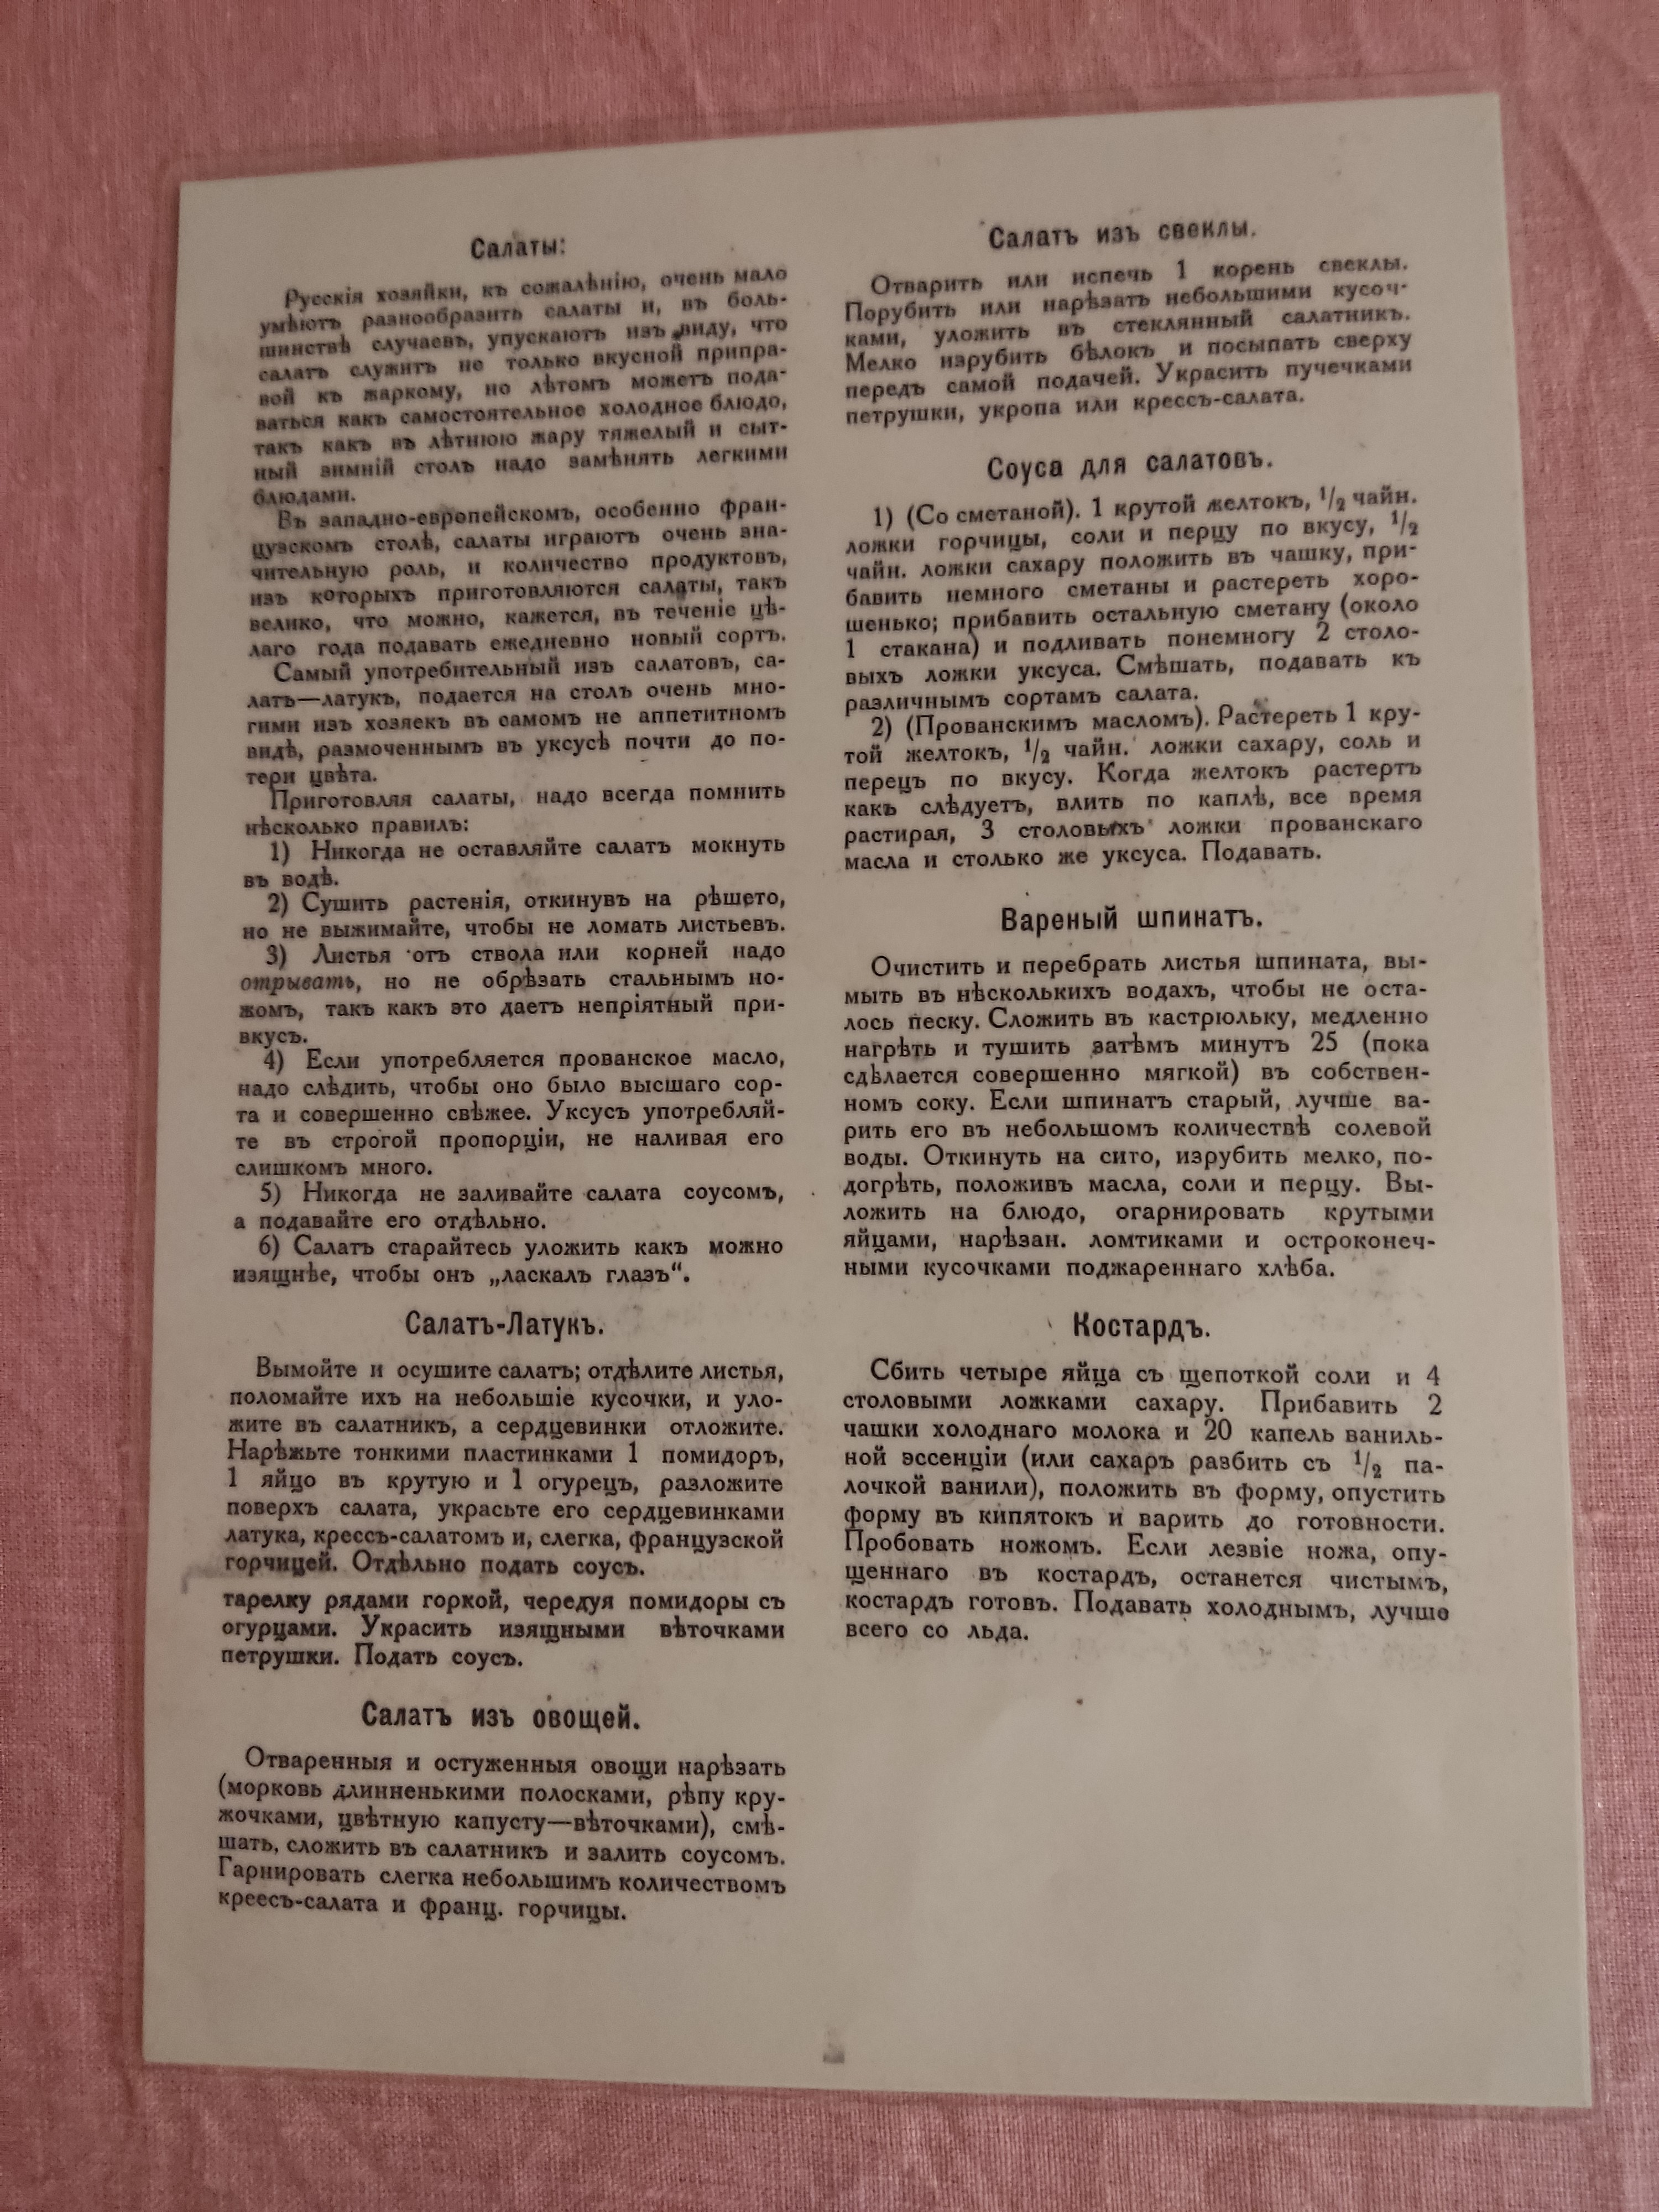 Салаты:
Русскія хозяйки, къ сожалѣнію, очень мало
умѣютъ разнообразить салаты и, въ боль-
шинствѣ случаевъ, упускаютъ изъ виду, что
салатъ служитъ не только вкусной припра-
вой къ жаркому, но лѣтомъ можетъ пода-
ваться какъ самостоятельное холодное блюдо,
такъ какъ въ лѣтнюю жару тяжелый и сыт-
ный зимній столъ надо замѣнять легкими
блюдами.
Въ западно-европейскомъ, особенно фран-
цузскомъ столѣ, салаты играютъ очень зна-
чительную роль, и количество продуктовъ,
изъ которыхъ приготовляются салаты, такъ
велико, что можно, кажется, въ теченіе цѣ-
лаго года подавать ежедневно новый сортъ.
Самый употребительный изъ салатовъ, са-
латъ—латукъ, подается на столъ очень мно-
гими изъ хозяекъ въ самомъ не аппетитномъ
видѣ, размоченнымъ въ уксусѣ почти до по-
тери цвѣта.
Приготовляя салаты, надо всегда помнить
нѣсколько правилъ:
1) Никогда не оставляйте салатъ мокнуть
въ водѣ.
2) Сушить растенія, откинувъ на рѣшето,
но не выжимайте, чтобы не ломать листьевъ.
3) Листья отъ ствола или корней надо
отрывать, но не обрѣзать стальнымъ но-
жомъ, такъ какъ это даетъ непріятный при-
вкусъ.
4) Если употребляется прованское масло,
надо слѣдить, чтобы оно было высшаго сор-
та и совершенно свѣжее. Уксусъ употребляй-
те въ строгой пропорціи, не наливая его
слишкомъ много.
5) Никогда не заливайте салата соусомъ,
а подавайте его отдѣльно.
6) Салатъ старайтесь уложить какъ можно
изящнѣе, чтобы онъ „ласкалъ глазъ“.
Салатъ-Латукъ.
Вымойте и осушите салатъ; отдѣлите листья,
поломайте ихъ на небольшіе кусочки, и уло-
жите въ салатникъ, а сердцевинки отложите.
Нарѣжьте тонкими пластинками 1 помидоръ,
1 яйцо въ крутую и 1 огурецъ, разложите
поверхъ салата, украсьте его сердцевинками
латука, крессъ-салатомъ и, слегка, французской
горчицей. Отдѣльно подать соусъ.
тарелку рядами горкой, чередуя помидоры съ
огурцами. Украсить изящными вѣточками
петрушки. Подать соусъ.
Салатъ изъ овощей.
Отваренныя и остуженныя овощи нарѣзать
(морковь длинненькими полосками, рѣпу кру-
жочками, цвѣтную капусту—вѣточками), смѣ-
шать, сложить въ салатникъ и залить соусомъ.
Гарнировать слегка небольшимъ количествомъ
креесъ-салата и франц. горчицы.
Салатъ изъ свеклы.
Отварить или испечь 1 корень свеклы.
Порубить или нарѣзать небольшими кусоч-
ками, уложить въ стеклянный салатникъ.
Мелко изрубить бѣлокъ и посыпать сверху
передъ самой подачей. Украсить пучечками
петрушки, укропа или крессъ-салата.
Соуса для салатовъ.
1) (Со сметаной). 1 крутой желтокъ, 1/2 чайн.
ложки горчицы, соли и перцу по вкусу, 1/2
чайн. ложки сахару положить въ чашку, при-
бавить немного сметаны и растереть хоро-
шенько; прибавить остальную сметану (около
1 стакана) и подливать понемногу 2 столо-
выхъ ложки уксуса. Смѣшать, подавать къ
различнымъ сортамъ салата.
2) (Прованскимъ масломъ). Растереть 1 кру-
той желтокъ, 1/2 чайн. ложки сахару, соль и
перецъ по вкусу. Когда желтокъ растертъ
какъ слѣдуетъ, влить по каплѣ, все время
растирая, 3 столовыхъ ложки прованскаго
масла и столько же уксуса. Подавать.
Вареный шпинатъ.
Очистить и перебрать листья шпината, вы-
мыть въ нѣсколькихъ водахъ, чтобы не оста-
лось песку. Сложить въ кастрюльку, медленно
нагрѣть и тушить затѣмъ минутъ 25 (пока
сдѣлается совершенно мягкой) въ собствен-
номъ соку. Если шпинатъ старый, лучше ва-
рить его въ небольшомъ количествѣ солевой
воды. Откинуть на сито, изрубить мелко, по-
догрѣть, положивъ масла, соли и перцу. Вы-
ложить на блюдо, огарнировать крутыми
яйцами, нарѣзан. ломтиками и остроконеч-
ными кусочками поджареннаго хлѣба.
Костардъ.
Сбить четыре яйца съ щепоткой соли и 4
столовыми ложками сахару. Прибавить 2
чашки холоднаго молока и 20 капель ваниль-
ной эссенціи (или сахаръ разбить съ 1/2 па-
лочкой ванили), положить въ форму, опустить
форму въ кипятокъ и варить до готовности.
Пробовать ножомъ. Если лезвіе ножа, опу-
щеннаго въ костардъ, останется чистымъ,
костардъ готовъ. Подавать холоднымъ, лучше
всего со льда.